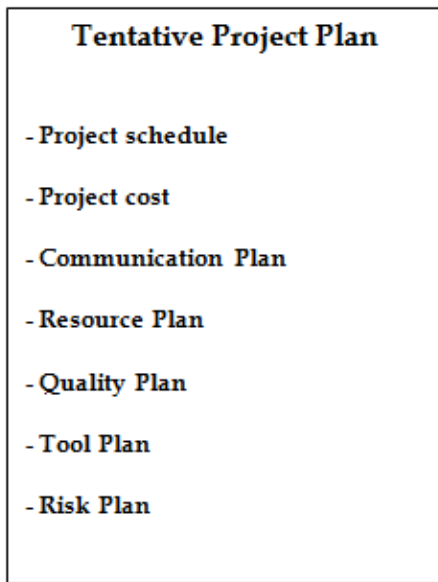 Tentative Project Plan
- Project schedule
- Project cost
- Communication Plan
- Resource Plan
- Quality Plan
- Tool Plan
- Risk Plan